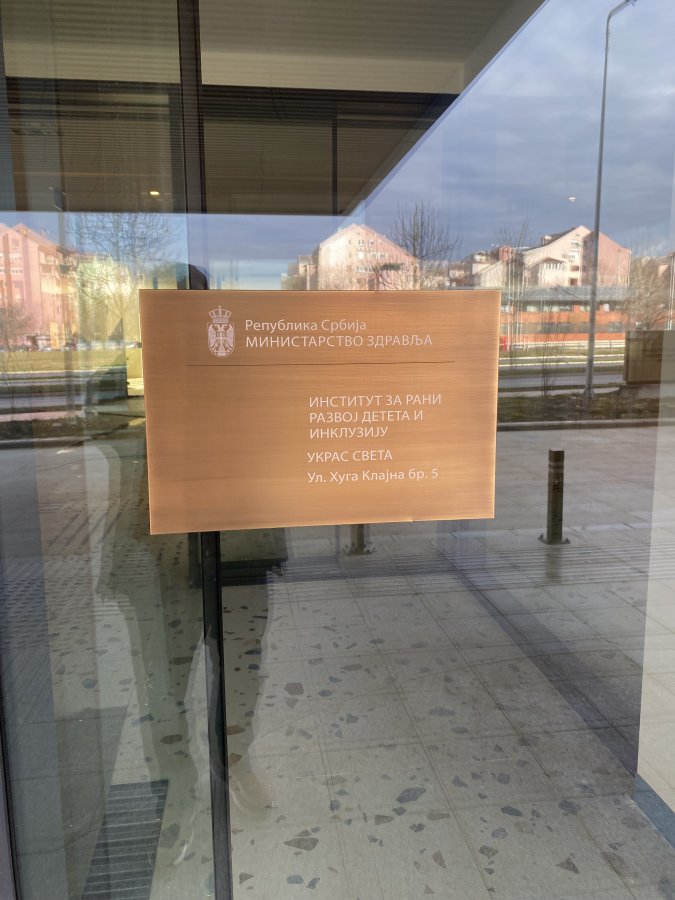 Република Србија
МИНИСТАРСТВО ЗДРАВЉА
ИНСТИТУТ ЗА РАНИ
РАЗВОЈ ДЕТЕТА И
ИНКЛУЗИЈУ
УКРАС СВЕТА
Ул. Хуга Клајна бр. 5